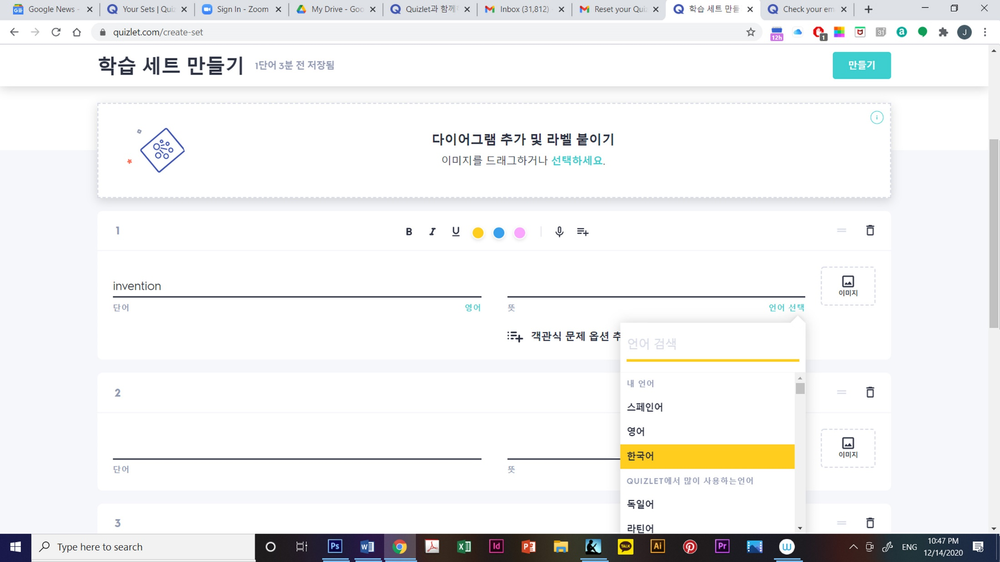 Google News -
Your Sets | Quiz
Sign In - Zoom
My Drive - Goo
Quizlet과 함께
Inbox (31,812)
Reset your Quiz
학습 세트 만들
Check your em
quizlet.com/create-set
12h
1
31
J
학습 세트 만들기
1단어 3분 전 저장됨
만들기
다이어그램 추가 및 라벨 붙이기
이미지를 드래그하거나 선택하세요.
1
B I U
invention
단어
영어
뜻
언어 선택
이미지
객관식 문제 옵션 추
언어 검색
내 언어
스페인어
영어
한국어
QUIZLET에서 많이 사용하는언어
독일어
라틴어
2
단어
뜻
이미지
3
Type here to search
Ps
Id
TALK
Ai
Pr
ENG
10:47 PM
12/14/2020